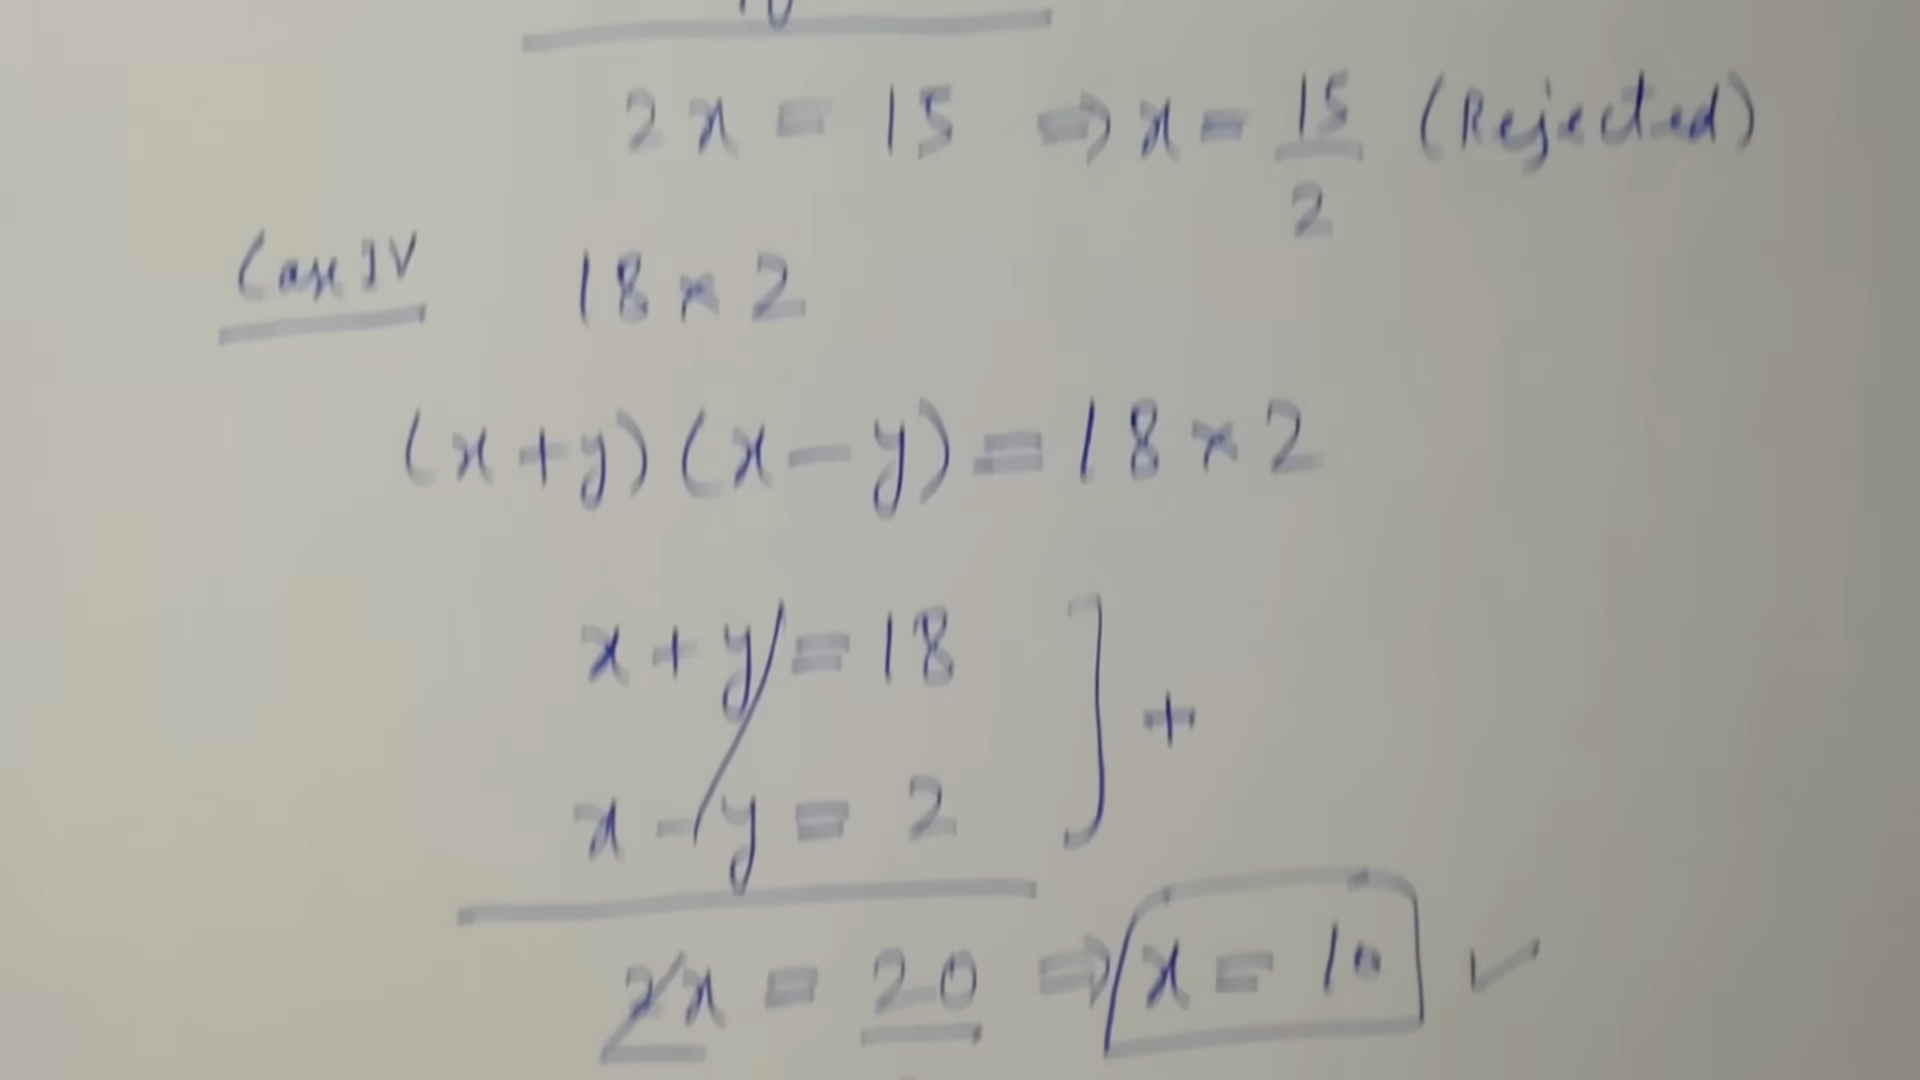 2x = 15 ⇒ x = 15/2 (Rejected)
Case IV 18 × 2
(x + y) (x - y) = 18 × 2
x + y = 18
x - y = 2 ] +
2x = 20 ⇒ x = 10 ✓